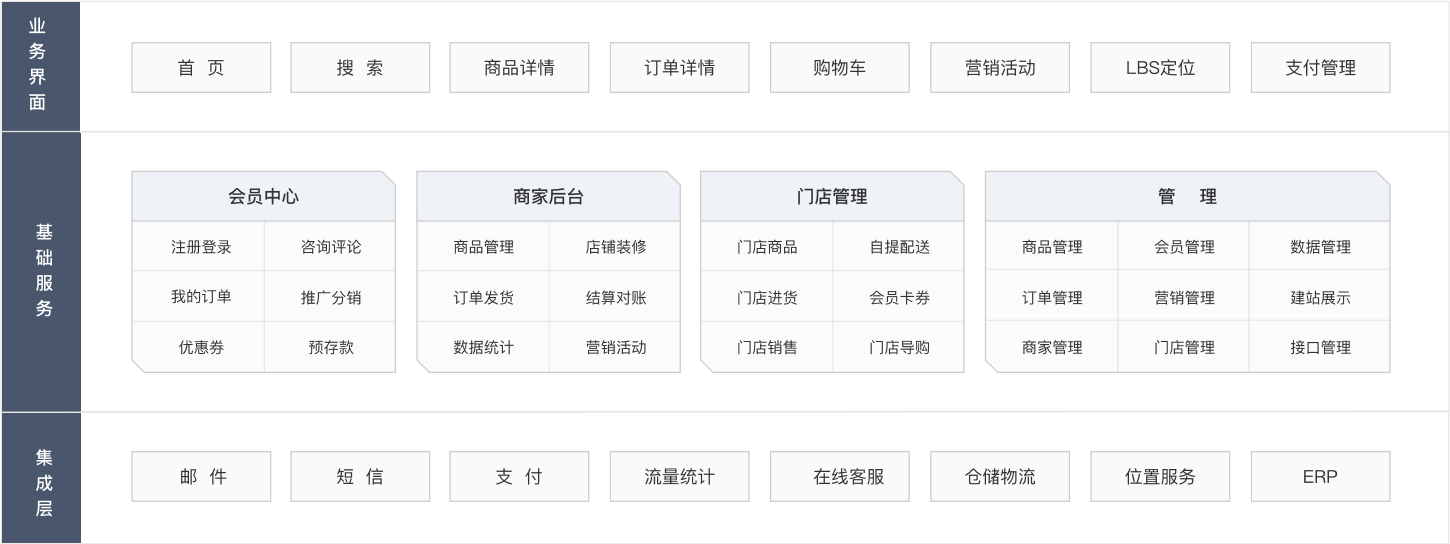 业务界面
首 页
搜 索
商品详情
订单详情
购物车
营销活动
LBS定位
支付管理
基础服务
会员中心
注册登录
咨询评论
我的订单
推广分销
优惠券
预存款
商家后台
商品管理
店铺装修
订单发货
结算对账
数据统计
营销活动
门店管理
门店商品
自提配送
门店进货
会员卡券
门店销售
门店导购
管 理
商品管理
会员管理
数据管理
订单管理
营销管理
建站展示
商家管理
门店管理
接口管理
集成层
邮 件
短 信
支 付
流量统计
在线客服
仓储物流
位置服务
ERP